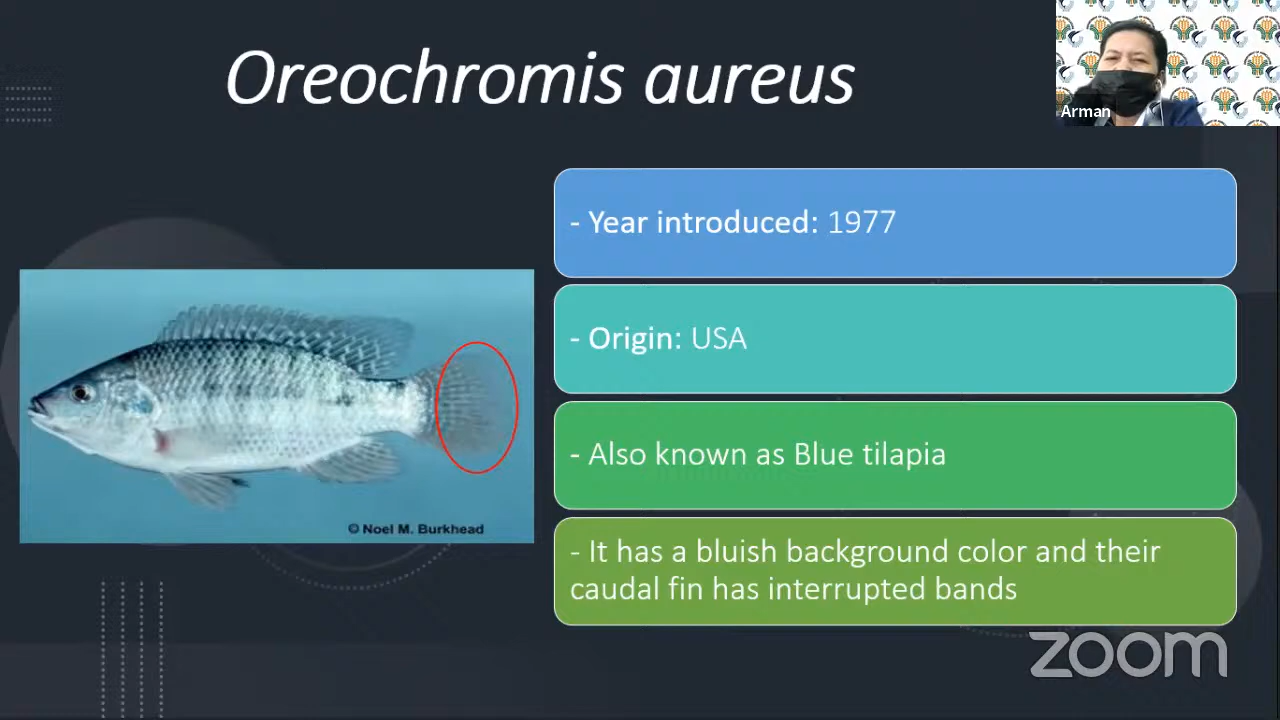 Oreochromis aureus
Arman
- Year introduced: 1977
- Origin: USA
- Also known as Blue tilapia
- It has a bluish background color and their
caudal fin has interrupted bands
© Noel M. Burkhead
zoom